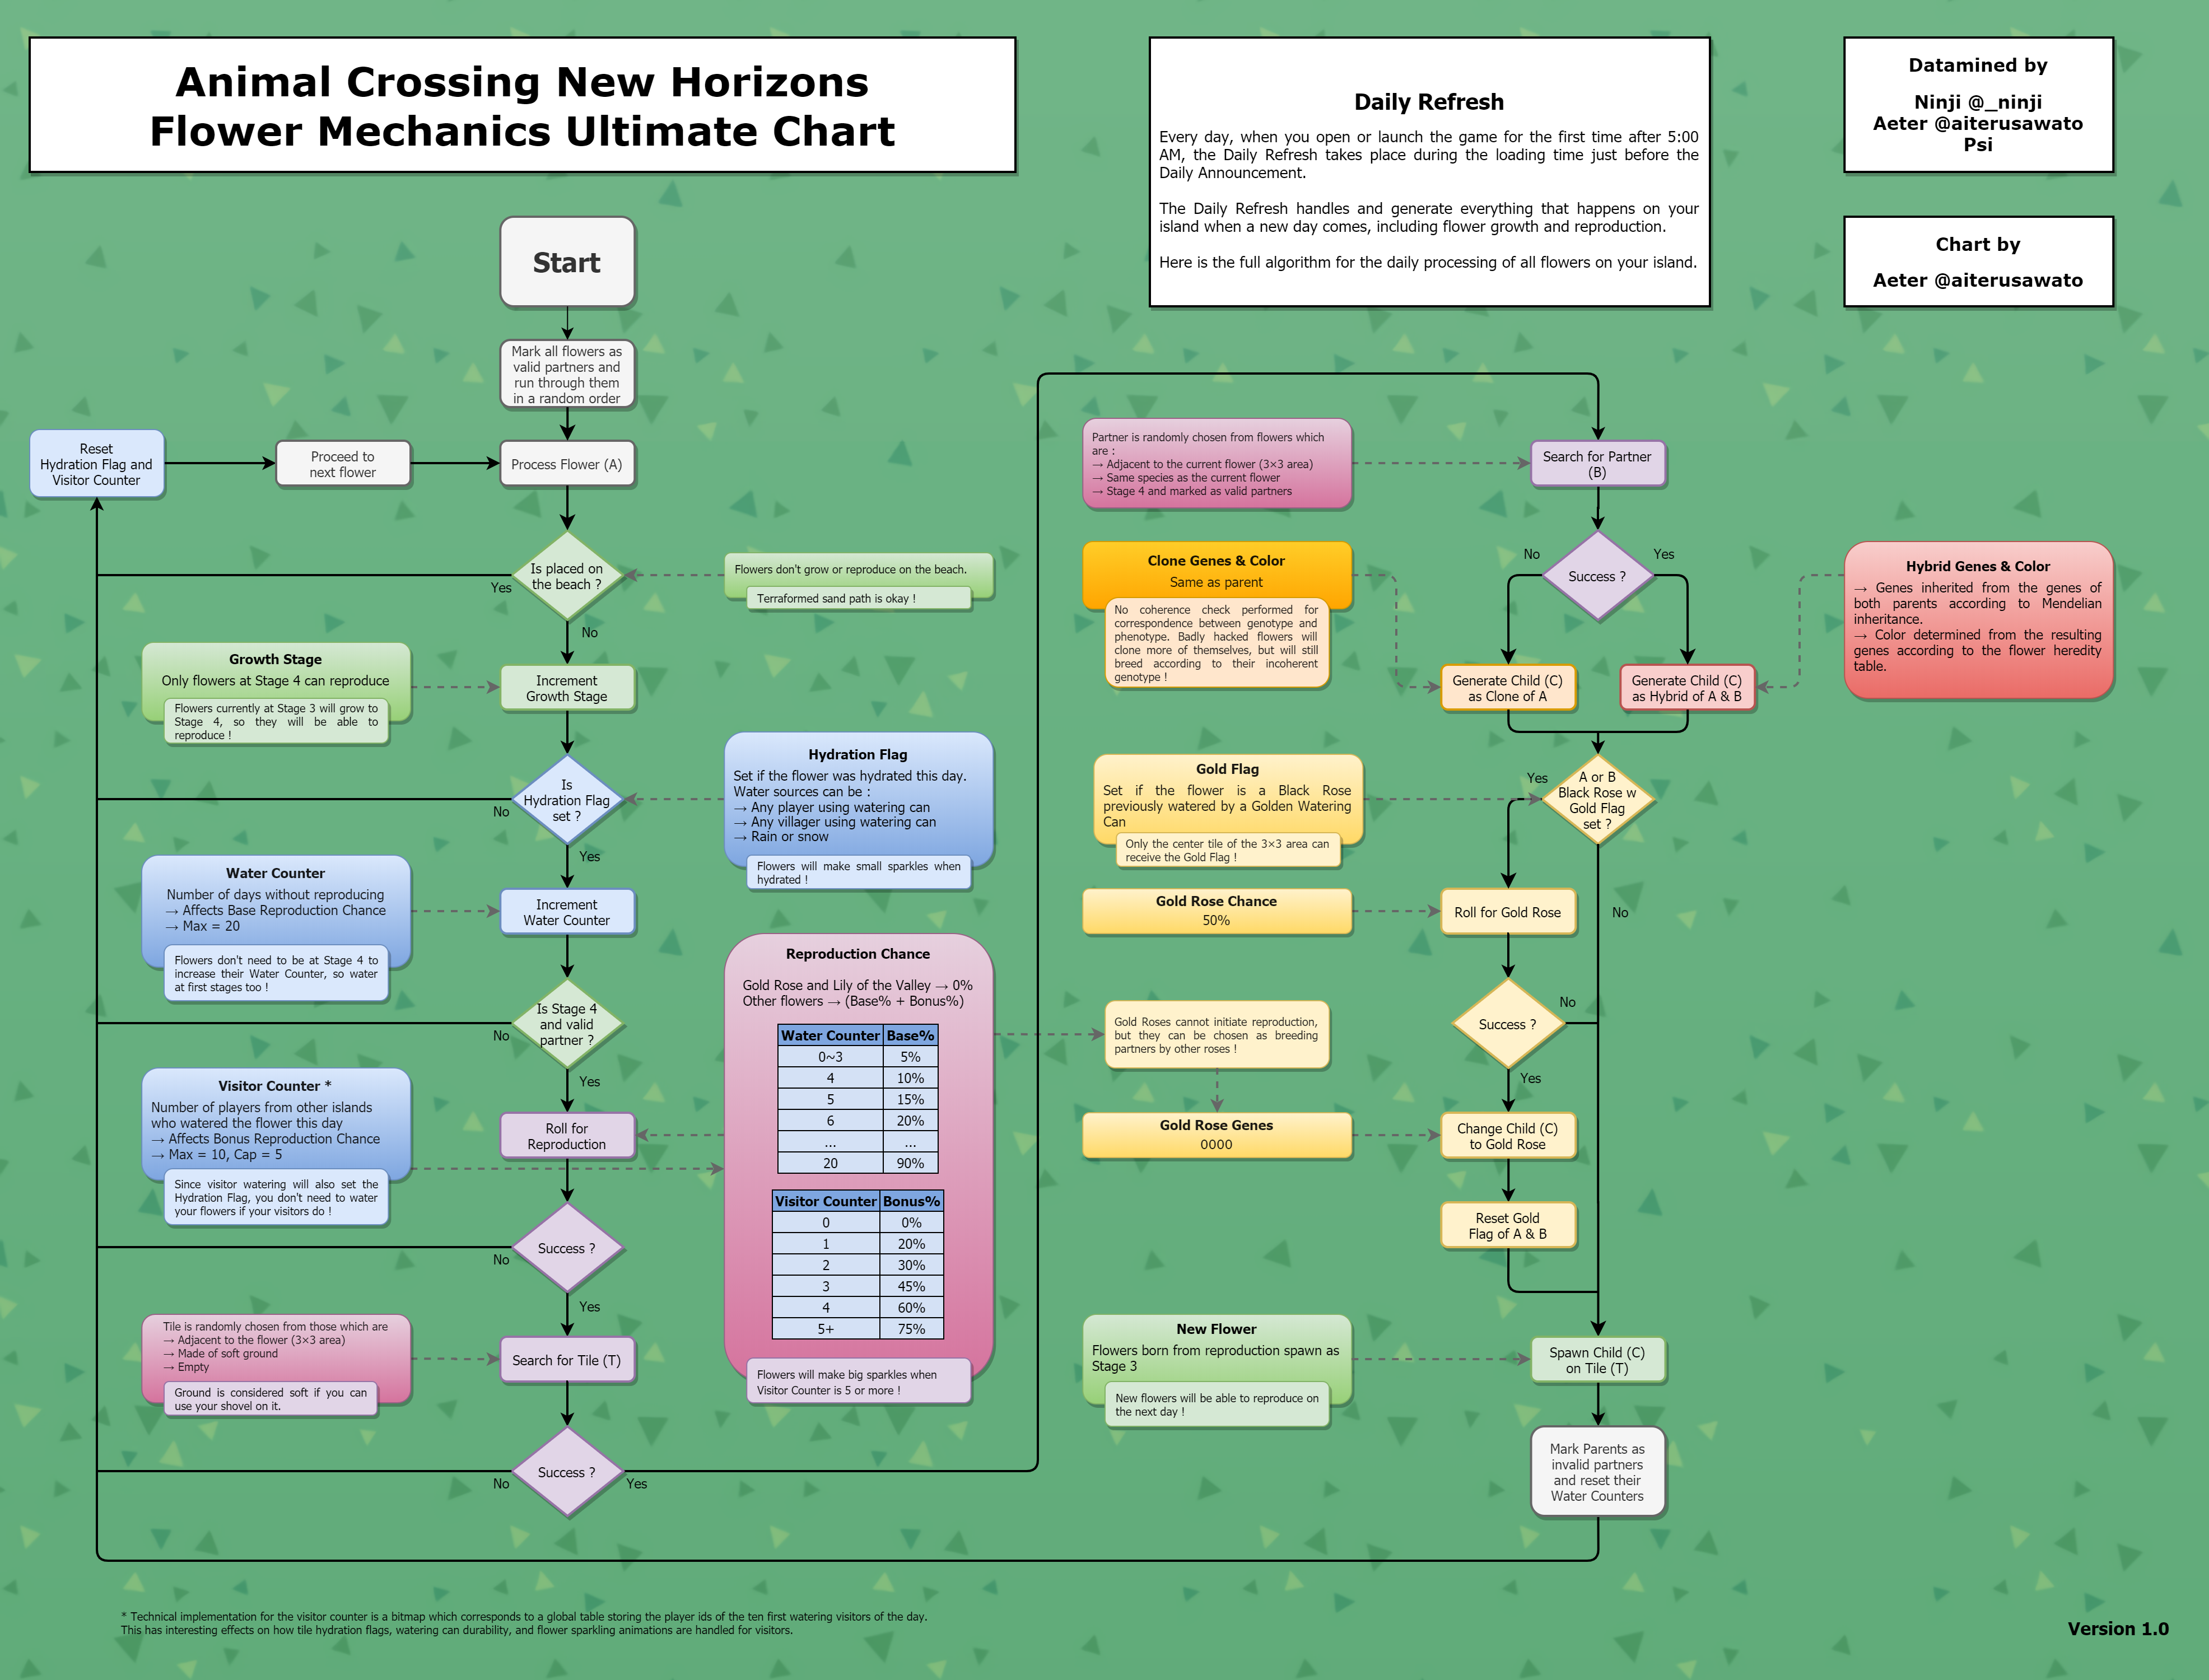 Animal Crossing New Horizons
Flower Mechanics Ultimate Chart
Daily Refresh
Every day, when you open or launch the game for the first time after 5:00
AM, the Daily Refresh takes place during the loading time just before the
Daily Announcement.
The Daily Refresh handles and generate everything that happens on your
island when a new day comes, including flower growth and reproduction.
Here is the full algorithm for the daily processing of all flowers on your island.
Datamined by
Ninji @_ninji
Aeter @aiterusawato
Psi
Chart by
Aeter @aiterusawato
Start
Mark all flowers as
valid partners and
run through them
in a random order
Reset
Hydration Flag and
Visitor Counter
Proceed to
next flower
Process Flower (A)
Is placed on
the beach ?
Yes
No
Flowers don't grow or reproduce on the beach.
Terraformed sand path is okay !
Growth Stage
Only flowers at Stage 4 can reproduce
Flowers currently at Stage 3 will grow to
Stage 4, so they will be able to
reproduce !
Increment
Growth Stage
Is
Hydration Flag
set ?
No
Yes
Hydration Flag
Set if the flower was hydrated this day.
Water sources can be :
→ Any player using watering can
→ Any villager using watering can
→ Rain or snow
Flowers will make small sparkles when
hydrated !
Water Counter
Number of days without reproducing
→ Affects Base Reproduction Chance
→ Max = 20
Flowers don't need to be at Stage 4 to
increase their Water Counter, so water
at first stages too !
Increment
Water Counter
Is Stage 4
and valid
partner ?
No
Yes
Visitor Counter *
Number of players from other islands
who watered the flower this day
→ Affects Bonus Reproduction Chance
→ Max = 10, Cap = 5
Since visitor watering will also set the
Hydration Flag, you don't need to water
your flowers if your visitors do !
Roll for
Reproduction
Reproduction Chance
Gold Rose and Lily of the Valley → 0%
Other flowers → (Base% + Bonus%)
Water Counter Base%
0~3 5%
4 10%
5 15%
6 20%
... ...
20 90%
Visitor Counter Bonus%
0 0%
1 20%
2 30%
3 45%
4 60%
5+ 75%
Flowers will make big sparkles when
Visitor Counter is 5 or more !
Success ?
No
Yes
Tile is randomly chosen from those which are
→ Adjacent to the flower (3×3 area)
→ Made of soft ground
→ Empty
Ground is considered soft if you can
use your shovel on it.
Search for Tile (T)
Success ?
No
Yes
Partner is randomly chosen from flowers which
are :
→ Adjacent to the current flower (3×3 area)
→ Same species as the current flower
→ Stage 4 and marked as valid partners
Search for Partner
(B)
Success ?
No
Yes
Clone Genes & Color
Same as parent
No coherence check performed for
correspondence between genotype and
phenotype. Badly hacked flowers will
clone more of themselves, but will still
breed according to their incoherent
genotype !
Generate Child (C)
as Clone of A
Generate Child (C)
as Hybrid of A & B
Hybrid Genes & Color
→ Genes inherited from the genes of
both parents according to Mendelian
inheritance.
→ Color determined from the resulting
genes according to the flower heredity
table.
Gold Flag
Set if the flower is a Black Rose
previously watered by a Golden Watering
Can
Only the center tile of the 3×3 area can
receive the Gold Flag !
A or B
Black Rose w
Gold Flag
set ?
Yes
No
Gold Rose Chance
50%
Roll for Gold Rose
Success ?
No
Yes
Gold Roses cannot initiate reproduction,
but they can be chosen as breeding
partners by other roses !
Gold Rose Genes
0000
Change Child (C)
to Gold Rose
Reset Gold
Flag of A & B
New Flower
Flowers born from reproduction spawn as
Stage 3
New flowers will be able to reproduce on
the next day !
Spawn Child (C)
on Tile (T)
Mark Parents as
invalid partners
and reset their
Water Counters
* Technical implementation for the visitor counter is a bitmap which corresponds to a global table storing the player ids of the ten first watering visitors of the day.
This has interesting effects on how tile hydration flags, watering can durability, and flower sparkling animations are handled for visitors.
Version 1.0